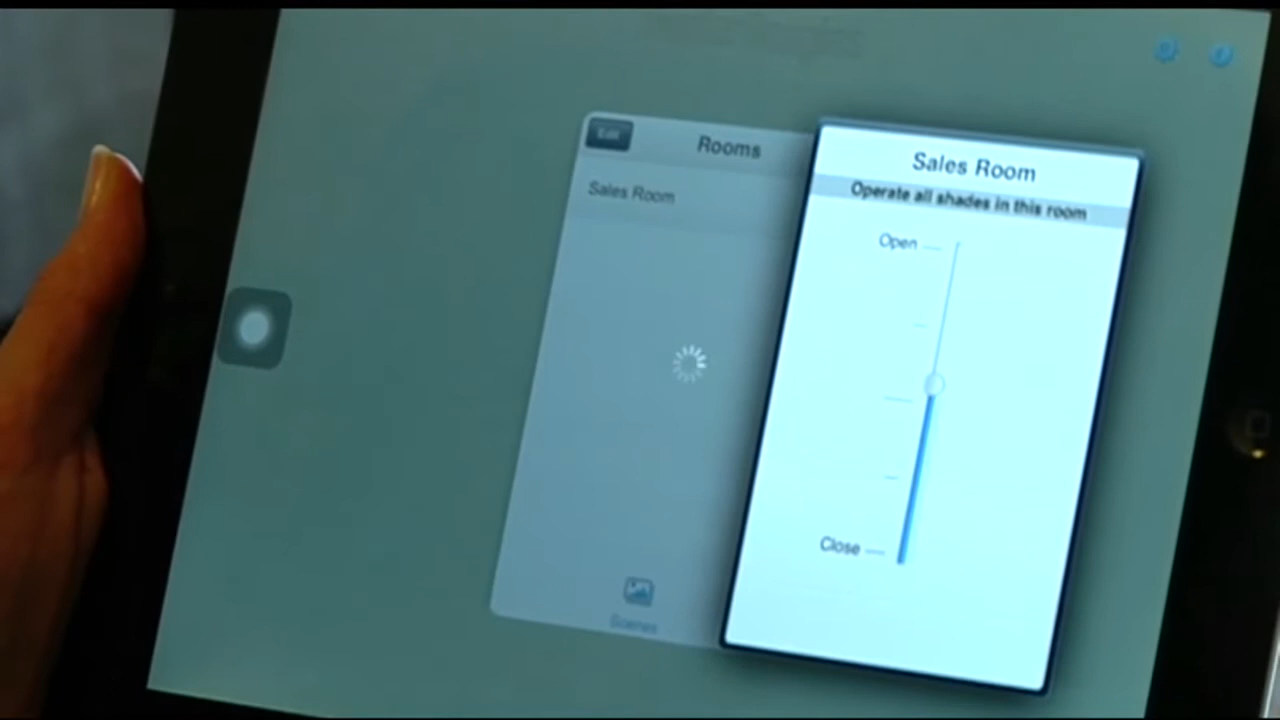 Edit
Rooms
Sales Room
Scenes
Sales Room
Operate all shades in this room
Open
Close